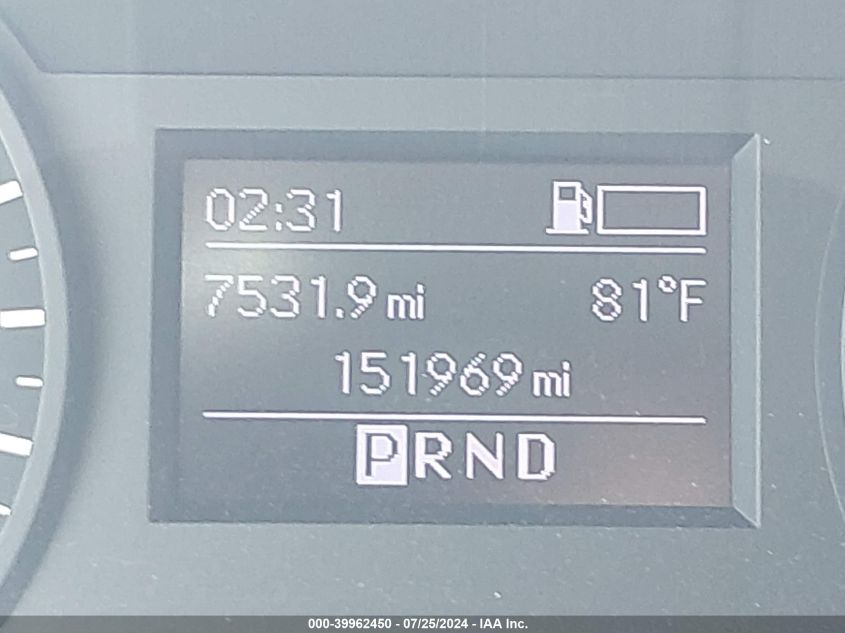 02:31
7531.9 mi 81°F
151969 mi
PRND
000-39962450 - 07/25/2024 - IAA Inc.